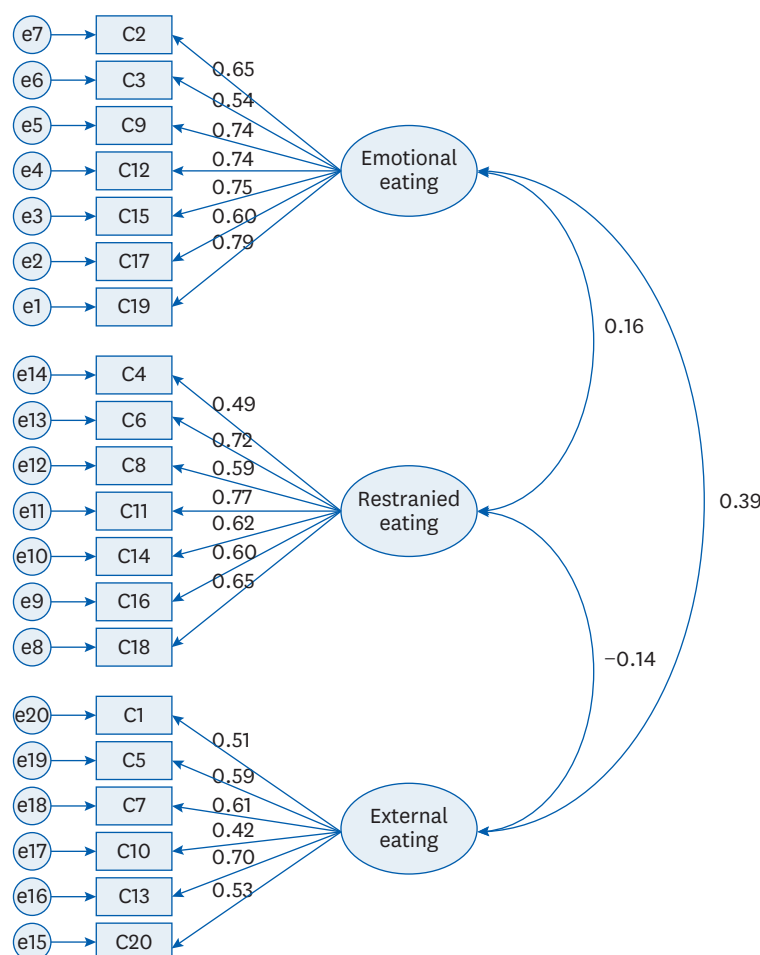 e7 C2
0.65
e6 C3
0.54
e5 C9
0.74
Emotional
eating
e4 C12
0.74
0.75
e3 C15
0.60
e2 C17
0.79
e1 C19
0.16
e14 C4
0.49
e13 C6
0.72
e12 C8
0.59
Restranied
eating
e11 C11
0.77
0.39
0.62
e10 C14
0.60
e9 C16
0.65
e8 C18
−0.14
e20 C1
0.51
e19 C5
0.59
e18 C7
0.61
External
eating
0.42
e17 C10
0.70
e16 C13
0.53
e15 C20